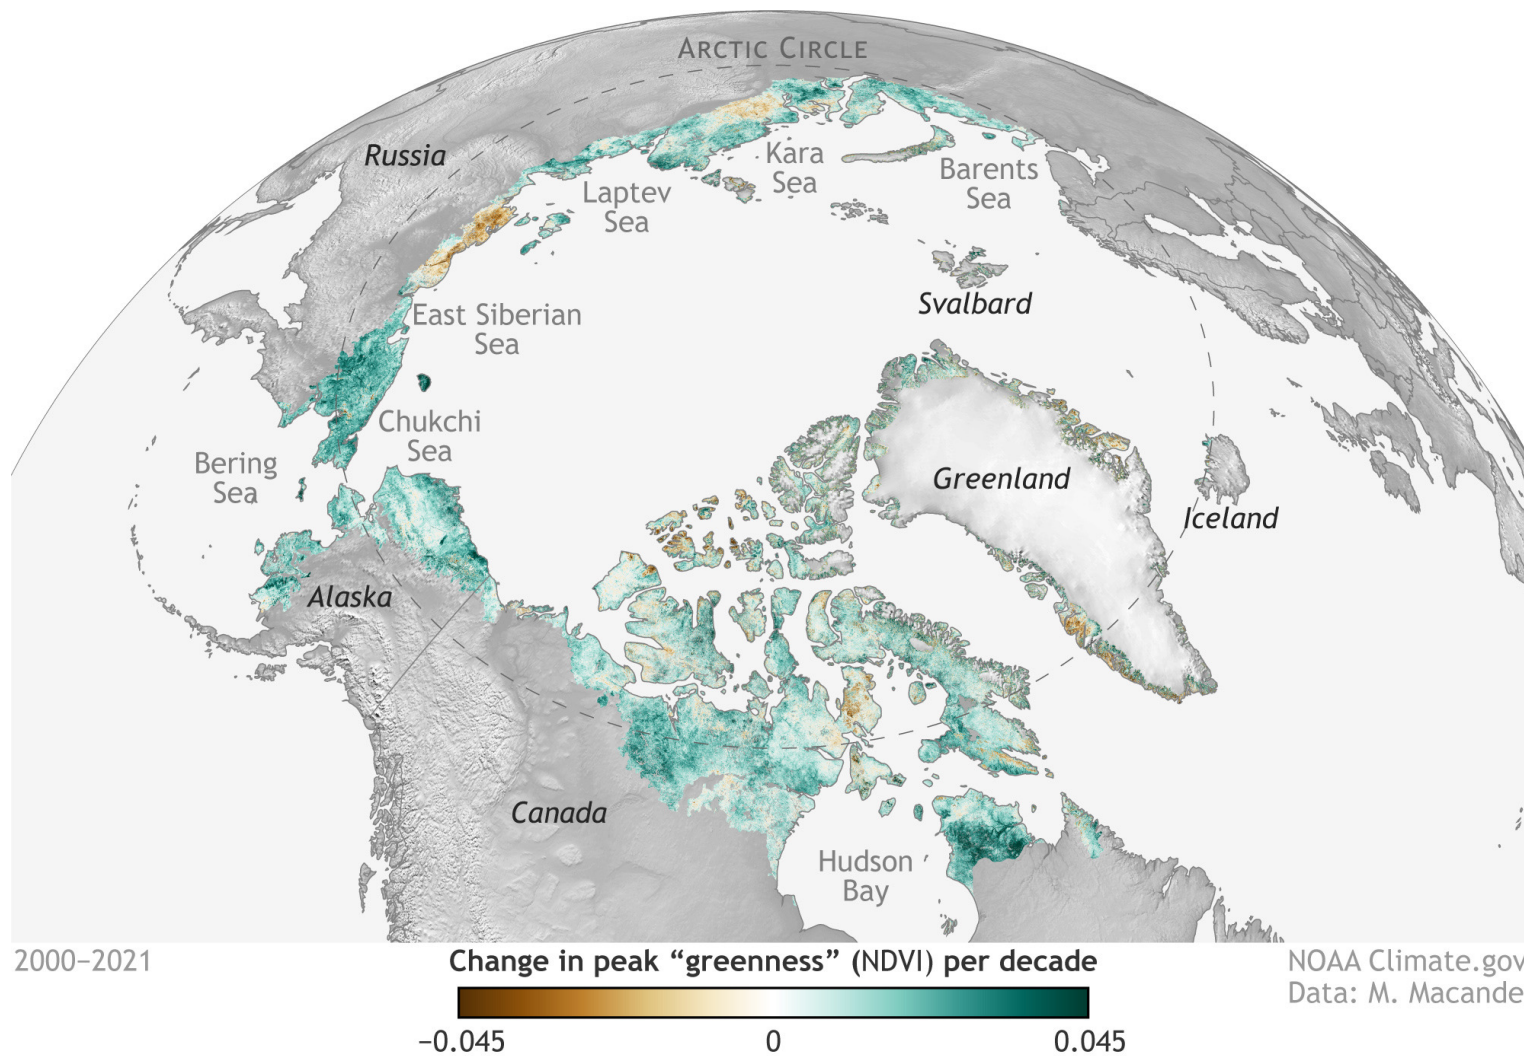 ARCTIC CIRCLE
Russia
Kara
Sea
Barents
Sea
Laptev
Sea
Svalbard
East Siberian
Sea
Chukchi
Sea
Bering
Sea
Greenland
Iceland
Alaska
Canada
Hudson
Bay
2000–2021
Change in peak “greenness” (NDVI) per decade
−0.045
0
0.045
NOAA Climate.gov
Data: M. Macande